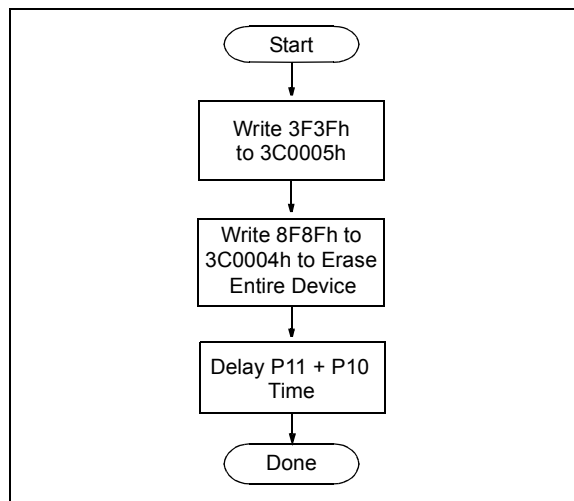 Start
Write 3F3Fh
to 3C0005h
Write 8F8Fh to
3C0004h to Erase
Entire Device
Delay P11 + P10
Time
Done